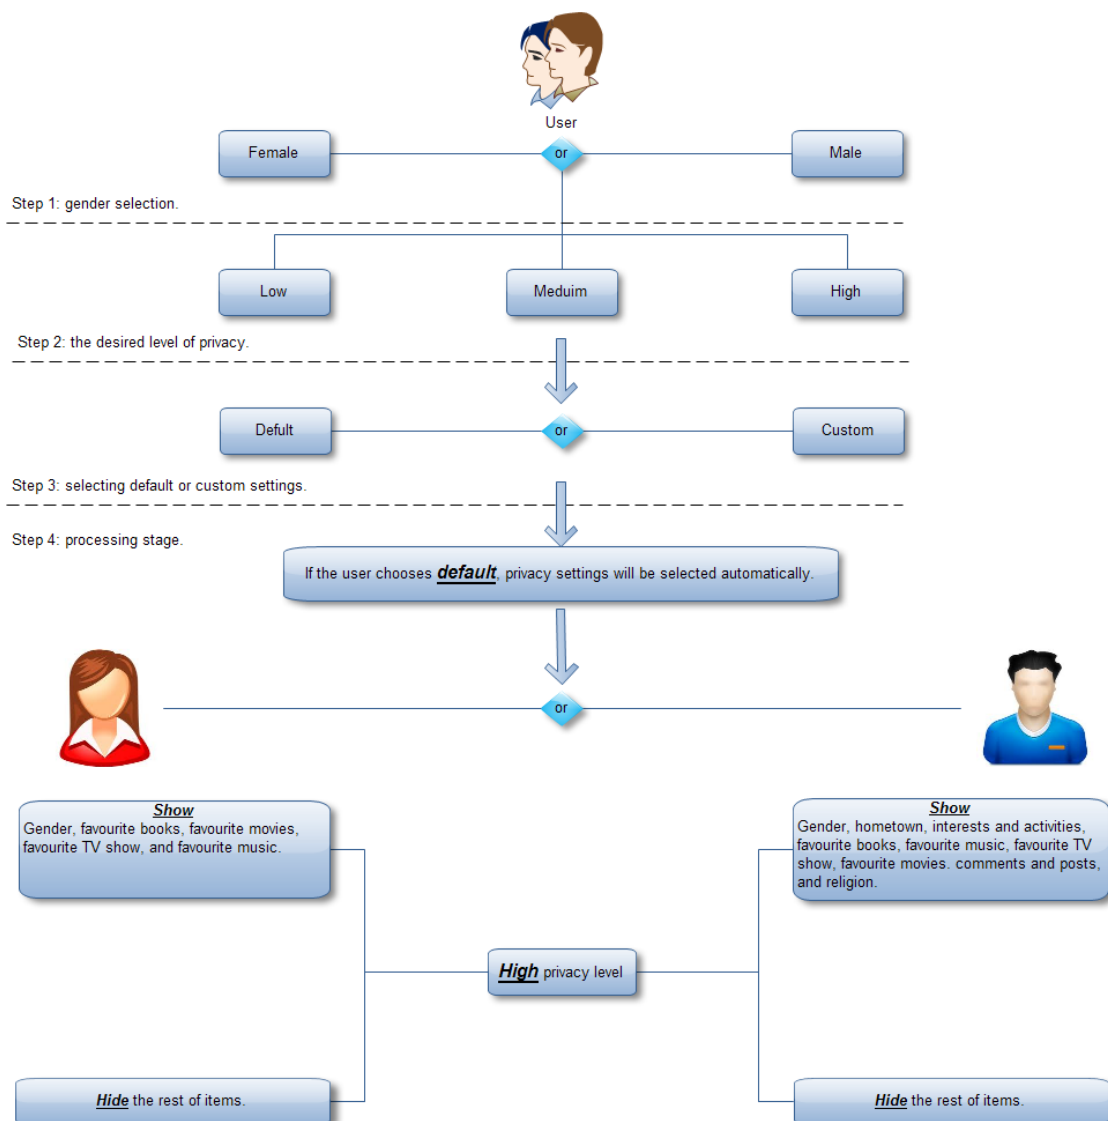 User
Female
or
Male
Step 1: gender selection.
Low
Meduim
High
Step 2: the desired level of privacy.
Defult
or
Custom
Step 3: selecting default or custom settings.
Step 4: processing stage.
If the user chooses default, privacy settings will be selected automatically.
or
Show
Gender, favourite books, favourite movies,
favourite TV show, and favourite music.
Show
Gender, hometown, interests and activities,
favourite books, favourite music, favourite TV
show, favourite movies. comments and posts,
and religion.
High privacy level
Hide the rest of items.
Hide the rest of items.